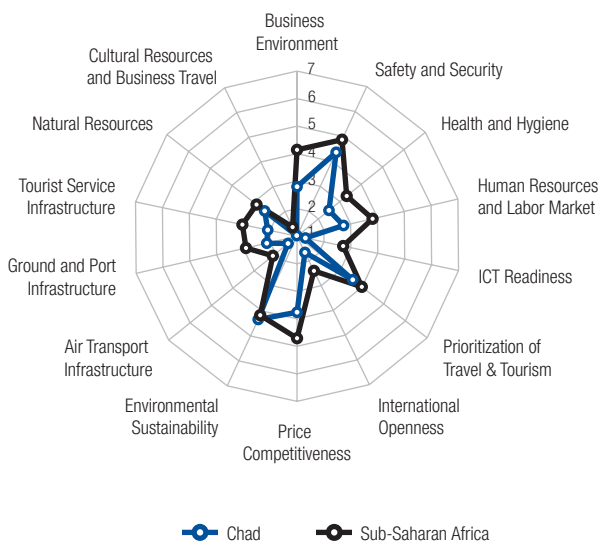 Business
Environment
Cultural Resources
and Business Travel
7
6
5
4
3
2
1
Safety and Security
Natural Resources
Health and Hygiene
Tourist Service
Infrastructure
Human Resources
and Labor Market
Ground and Port
Infrastructure
ICT Readiness
Air Transport
Infrastructure
Prioritization of
Travel & Tourism
Environmental
Sustainability
International
Openness
Price
Competitiveness
Chad
Sub-Saharan Africa